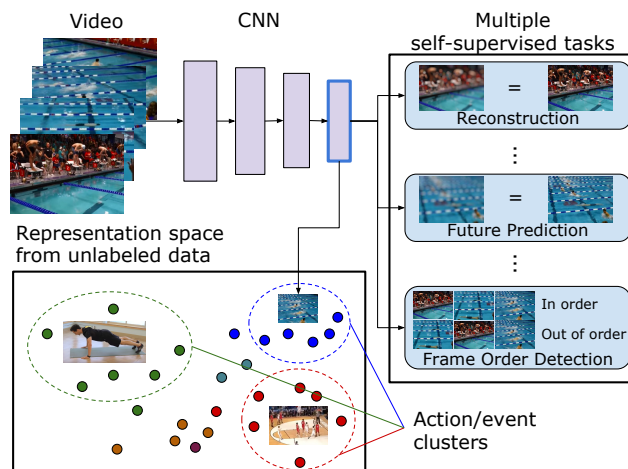 Video
CNN
Multiple
self-supervised tasks
=
Reconstruction
...
=
Future Prediction
...
In order
Out of order
Frame Order Detection
Representation space
from unlabeled data
Action/event
clusters